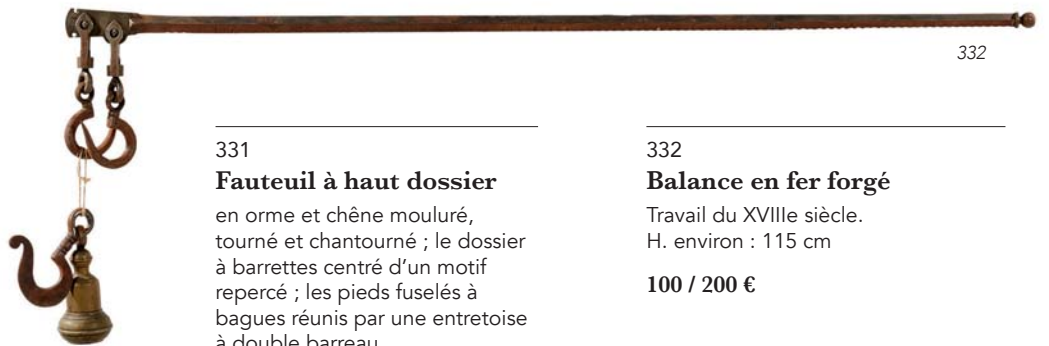 332
331
Fauteuil à haut dossier
en orme et chêne mouluré,
tourné et chantourné ; le dossier
à barrettes centré d’un motif
repercé ; les pieds fuselés à
bagues réunis par une entretoise
à double barreau
332
Balance en fer forgé
Travail du XVIIIe siècle.
H. environ : 115 cm
100 / 200 €